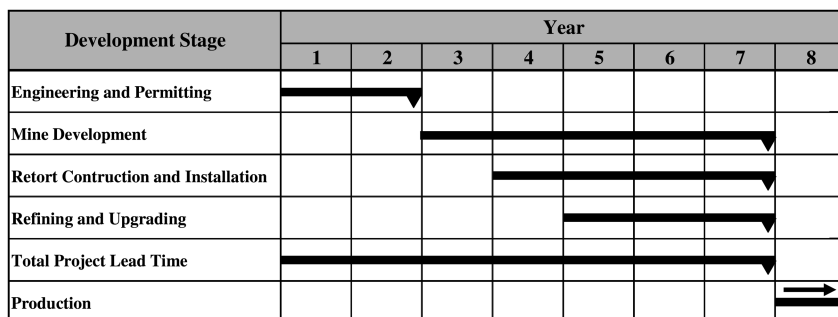 Development Stage
Year
1 2 3 4 5 6 7 8
Engineering and Permitting
Mine Development
Retort Contruction and Installation
Refining and Upgrading
Total Project Lead Time
Production